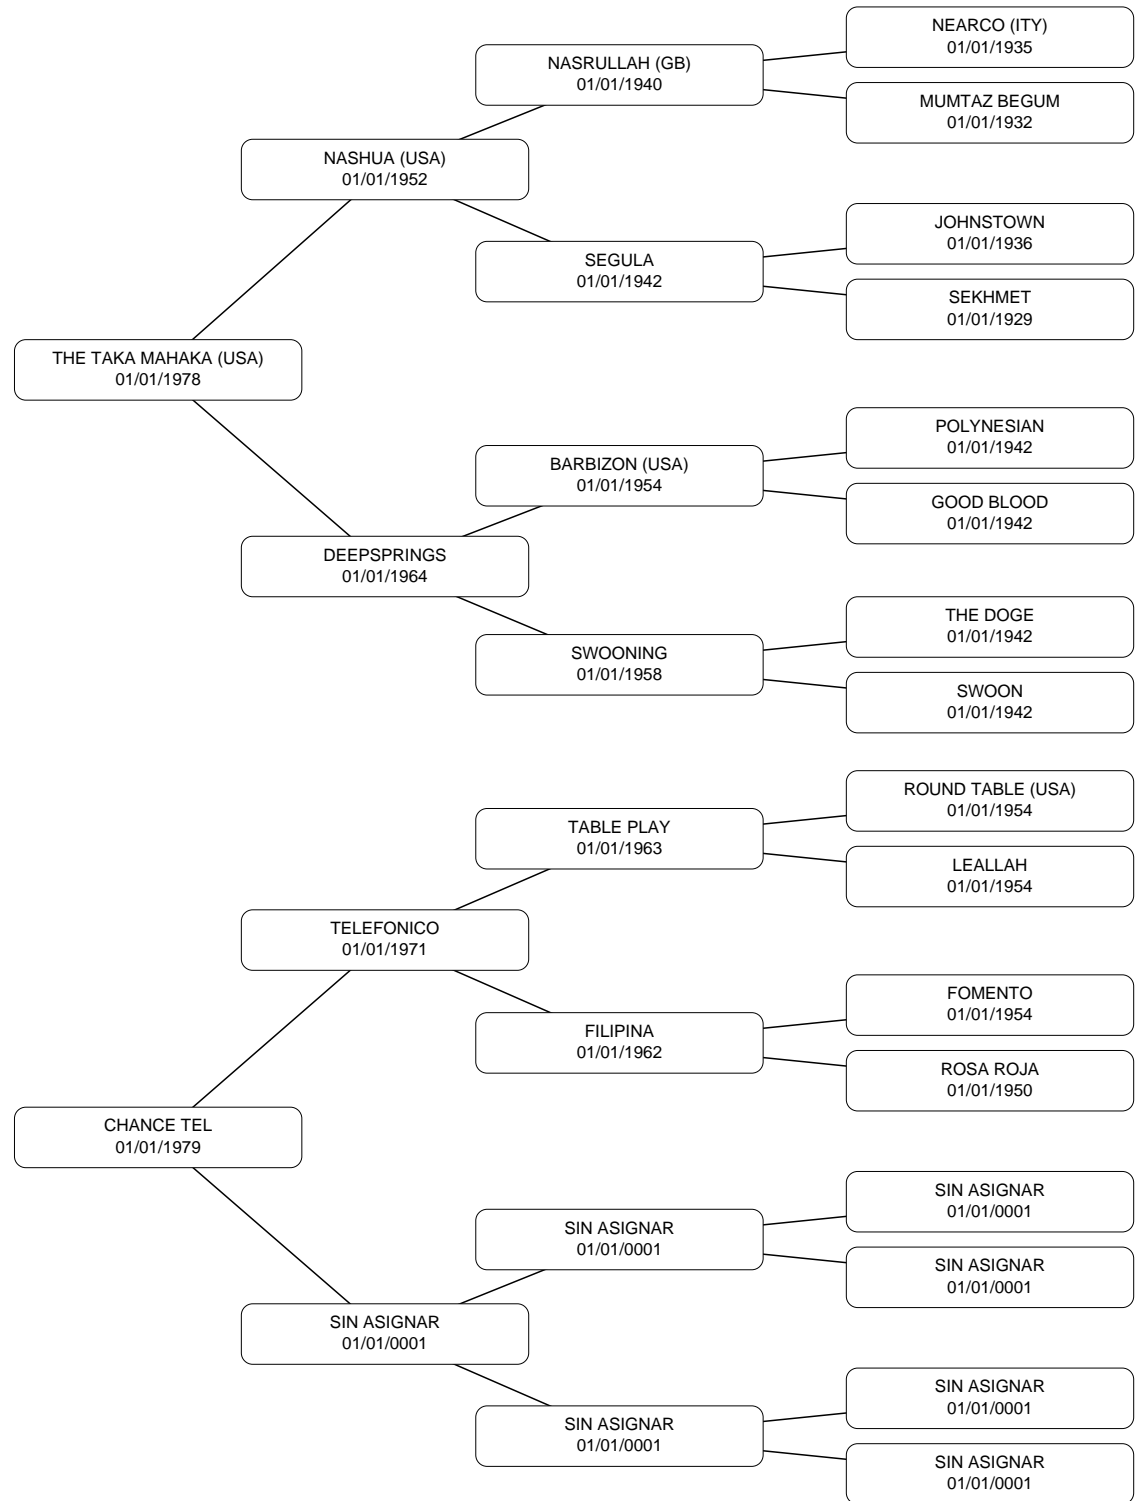 NEARCO (ITY)
01/01/1935
NASRULLAH (GB)
01/01/1940
MUMTAZ BEGUM
01/01/1932
NASHUA (USA)
01/01/1952
JOHNSTOWN
01/01/1936
SEGULA
01/01/1942
SEKHMET
01/01/1929
THE TAKA MAHAKA (USA)
01/01/1978
POLYNESIAN
01/01/1942
BARBIZON (USA)
01/01/1954
GOOD BLOOD
01/01/1942
DEEPSPRINGS
01/01/1964
THE DOGE
01/01/1942
SWOONING
01/01/1958
SWOON
01/01/1942
ROUND TABLE (USA)
01/01/1954
TABLE PLAY
01/01/1963
LEALLAH
01/01/1954
TELEFONICO
01/01/1971
FOMENTO
01/01/1954
FILIPINA
01/01/1962
ROSA ROJA
01/01/1950
CHANCE TEL
01/01/1979
SIN ASIGNAR
01/01/0001
SIN ASIGNAR
01/01/0001
SIN ASIGNAR
01/01/0001
SIN ASIGNAR
01/01/0001
SIN ASIGNAR
01/01/0001
SIN ASIGNAR
01/01/0001
SIN ASIGNAR
01/01/0001